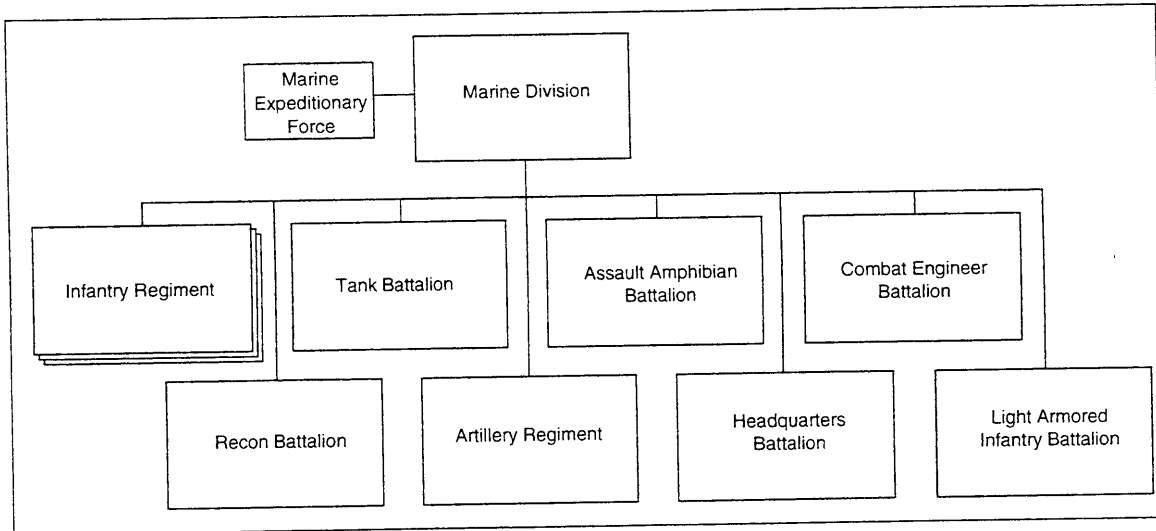 Marine
Expeditionary
Force
Marine Division
Infantry Regiment
Tank Battalion
Assault Amphibian
Battalion
Combat Engineer
Battalion
Recon Battalion
Artillery Regiment
Headquarters
Battalion
Light Armored
Infantry Battalion